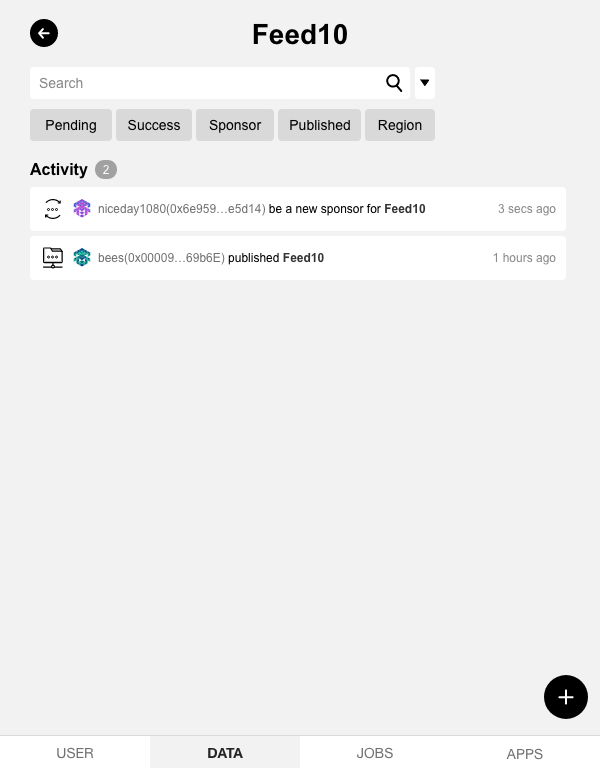 Feed10
Search
Pending Success Sponsor Published Region
Activity 2
niceday1080(0x6e959...e5d14) be a new sponsor for Feed10 3 secs ago
bees(0x00009...69b6E) published Feed10 1 hours ago
USER DATA JOBS APPS